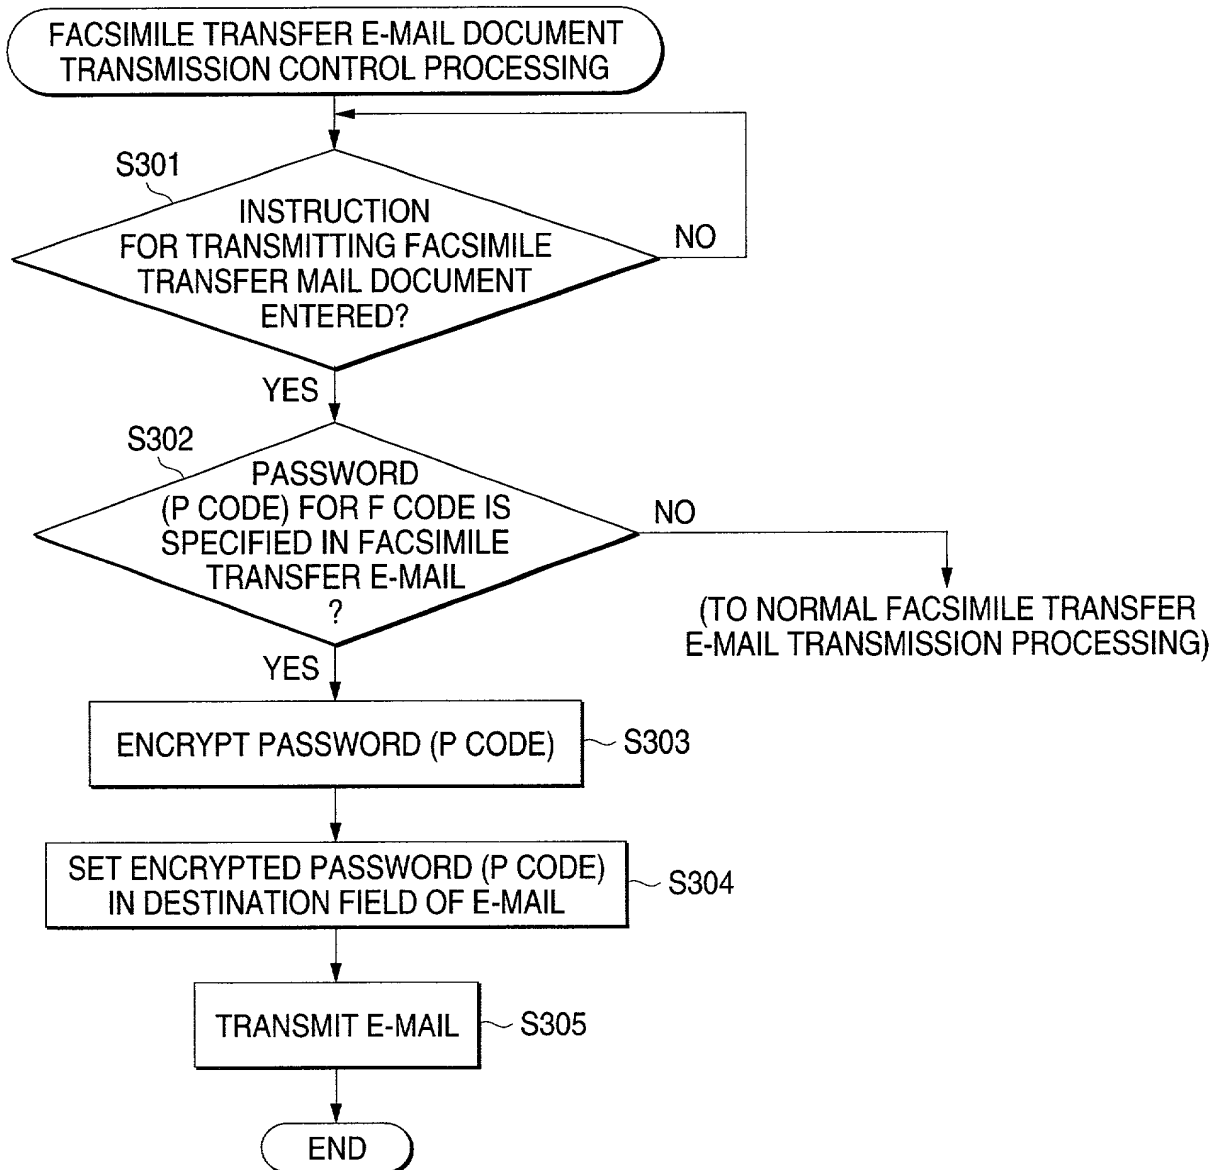 FACSIMILE TRANSFER E-MAIL DOCUMENT
TRANSMISSION CONTROL PROCESSING
S301
INSTRUCTION
FOR TRANSMITTING FACSIMILE
TRANSFER MAIL DOCUMENT
ENTERED?
NO
YES
S302
PASSWORD
(P CODE) FOR F CODE IS
SPECIFIED IN FACSIMILE
TRANSFER E-MAIL
?
NO
(TO NORMAL FACSIMILE TRANSFER
E-MAIL TRANSMISSION PROCESSING)
YES
ENCRYPT PASSWORD (P CODE)
S303
SET ENCRYPTED PASSWORD (P CODE)
IN DESTINATION FIELD OF E-MAIL
S304
TRANSMIT E-MAIL
S305
END